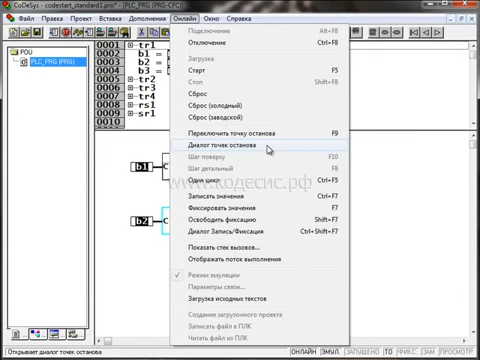 CoDeSys - codestart_standard1.pro* - [PLC_PRG (PRG-CFC)]
Файл Правка Проект Вставка Дополнения Онлайн Окно Справка
POU
PLC_PRG (PRG)
0001 tr1
0002 b1 =
0003 b2 =
0004 b3 =
0005 tr2
0006 tr3
0007 tr4
0008 rs1
0009 sr1
0010
Подключение Alt+F8
Отключение Ctrl+F8
Загрузка
Старт F5
Стоп Shift+F8
Сброс
Сброс (холодный)
Сброс (заводской)
Переключить точку останова F9
Диалог точек останова
Шаг поверху F10
Шаг детальный F8
Один цикл Ctrl+F5
Записать значения Ctrl+F7
Фиксировать значения F7
Освободить фиксацию Shift+F7
Диалог Запись/Фиксация Ctrl+Shift+F7
Показать стек вызовов...
Отображать поток выполнения
Режим эмуляции
Параметры связи...
Загрузка исходных текстов
Создание загрузочного проекта
Записать файл в ПЛК
Читать файл из ПЛК
b1
b2
www.кодесис.рф
Открывает диалог точек останова
ОНЛАЙН ЭМУЛ. ЗАПУЩЕНО ТО ФИКС ЗАМ ПРОСМОТР